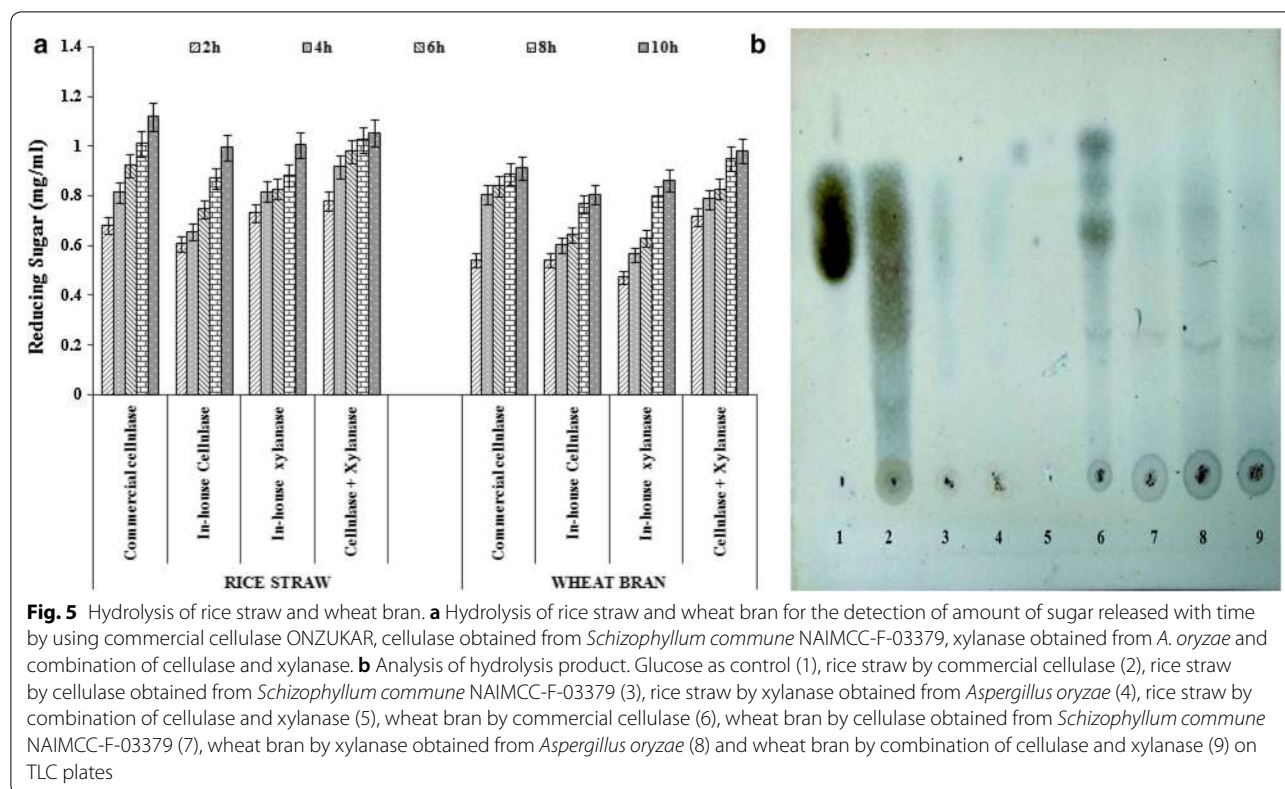 a
b
2h 4h 6h 8h 10h
1.4
1.2
1
0.8
0.6
0.4
0.2
0
Reducing Sugar (mg/ml)
Commercial cellulase
In-house Cellulase
In-house xylanase
Cellulase + Xylanase
Commercial cellulase
In-house Cellulase
In-house xylanase
Cellulase + Xylanase
RICE STRAW WHEAT BRAN
1 2 3 4 5 6 7 8 9
Fig. 5 Hydrolysis of rice straw and wheat bran. a Hydrolysis of rice straw and wheat bran for the detection of amount of sugar released with time
by using commercial cellulase ONZUKAR, cellulase obtained from Schizophyllum commune NAIMCC-F-03379, xylanase obtained from A. oryzae and
combination of cellulase and xylanase. b Analysis of hydrolysis product. Glucose as control (1), rice straw by commercial cellulase (2), rice straw
by cellulase obtained from Schizophyllum commune NAIMCC-F-03379 (3), rice straw by xylanase obtained from Aspergillus oryzae (4), rice straw by
combination of cellulase and xylanase (5), wheat bran by commercial cellulase (6), wheat bran by cellulase obtained from Schizophyllum commune
NAIMCC-F-03379 (7), wheat bran by xylanase obtained from Aspergillus oryzae (8) and wheat bran by combination of cellulase and xylanase (9) on
TLC plates